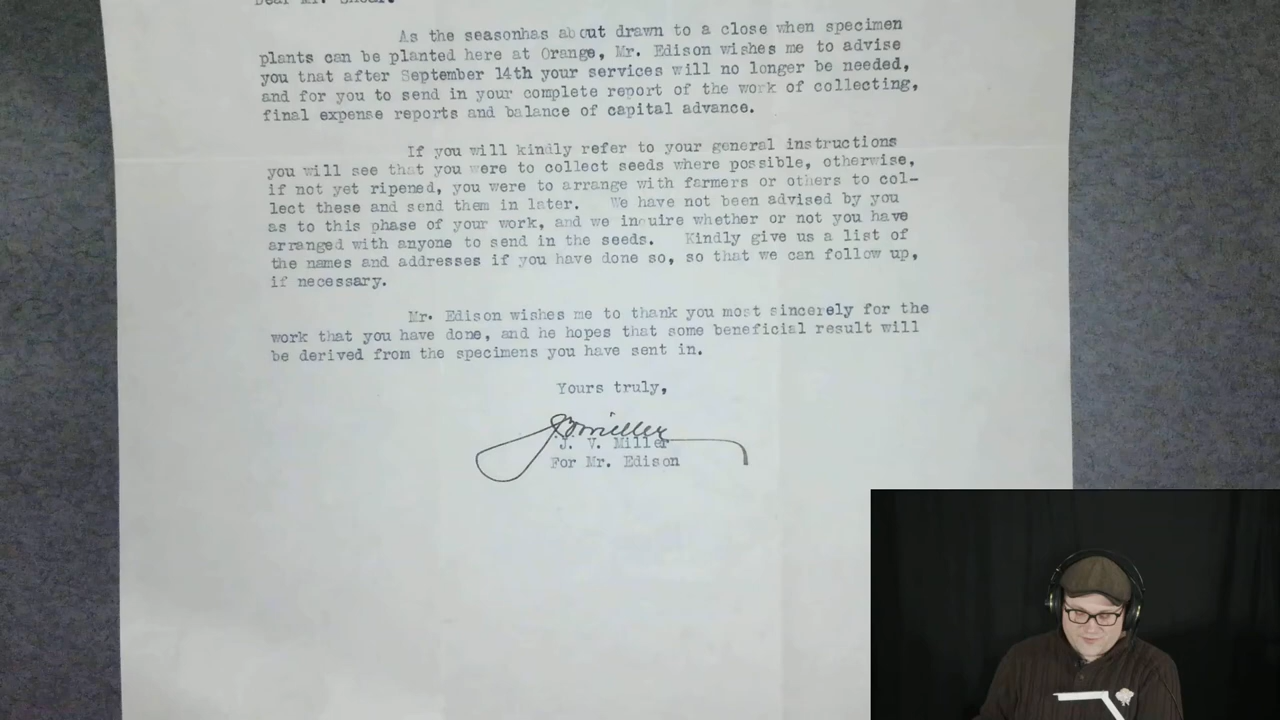 Dear Mr. Shear:
As the seasonhas about drawn to a close when specimen
plants can be planted here at Orange, Mr. Edison wishes me to advise
you tnat after September 14th your services will no longer be needed,
and for you to send in your complete report of the work of collecting,
final expense reports and balance of capital advance.
If you will kindly refer to your general instructions
you will see that you were to collect seeds where possible, otherwise,
if not yet ripened, you were to arrange with farmers or others to col-
lect these and send them in later. We have not been advised by you
as to this phase of your work, and we inquire whether or not you have
arranged with anyone to send in the seeds. Kindly give us a list of
the names and addresses if you have done so, so that we can follow up,
if necessary.
Mr. Edison wishes me to thank you most sincerely for the
work that you have done, and he hopes that some beneficial result will
be derived from the specimens you have sent in.
Yours truly,
J V Miller
J. V. Miller
For Mr. Edison